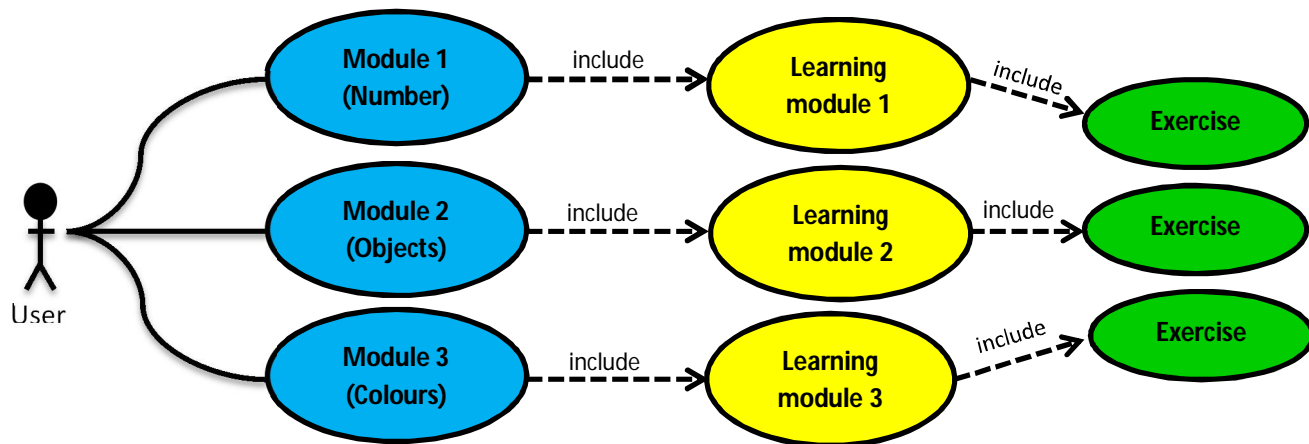 Module 1
(Number)
include
Learning
module 1
include
Exercise
Module 2
(Objects)
include
Learning
module 2
include
Exercise
User
Module 3
(Colours)
include
Learning
module 3
include
Exercise